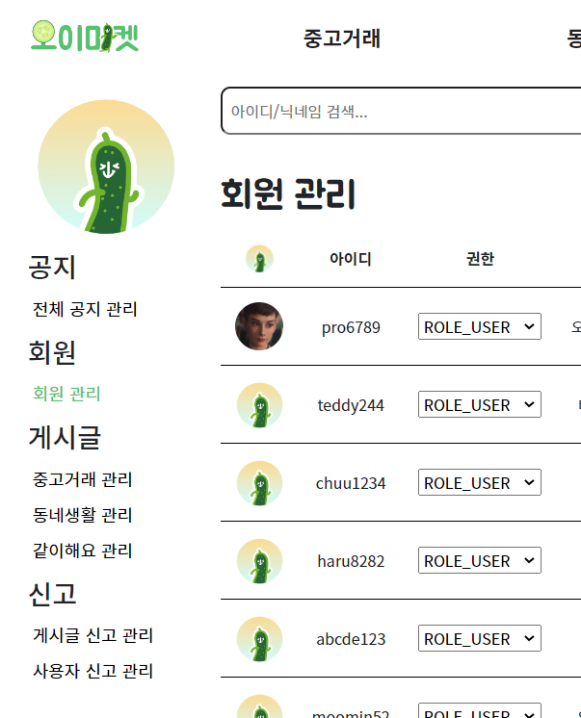 오이마켓
중고거래
아이디/닉네임 검색...
회원 관리
공지
전체 공지 관리
회원
회원 관리
게시글
중고거래 관리
동네생활 관리
같이해요 관리
신고
게시글 신고 관리
사용자 신고 관리
아이디 권한
pro6789 ROLE_USER
teddy244 ROLE_USER
chuu1234 ROLE_USER
haru8282 ROLE_USER
abcde123 ROLE_USER
moomin52 ROLE_USER